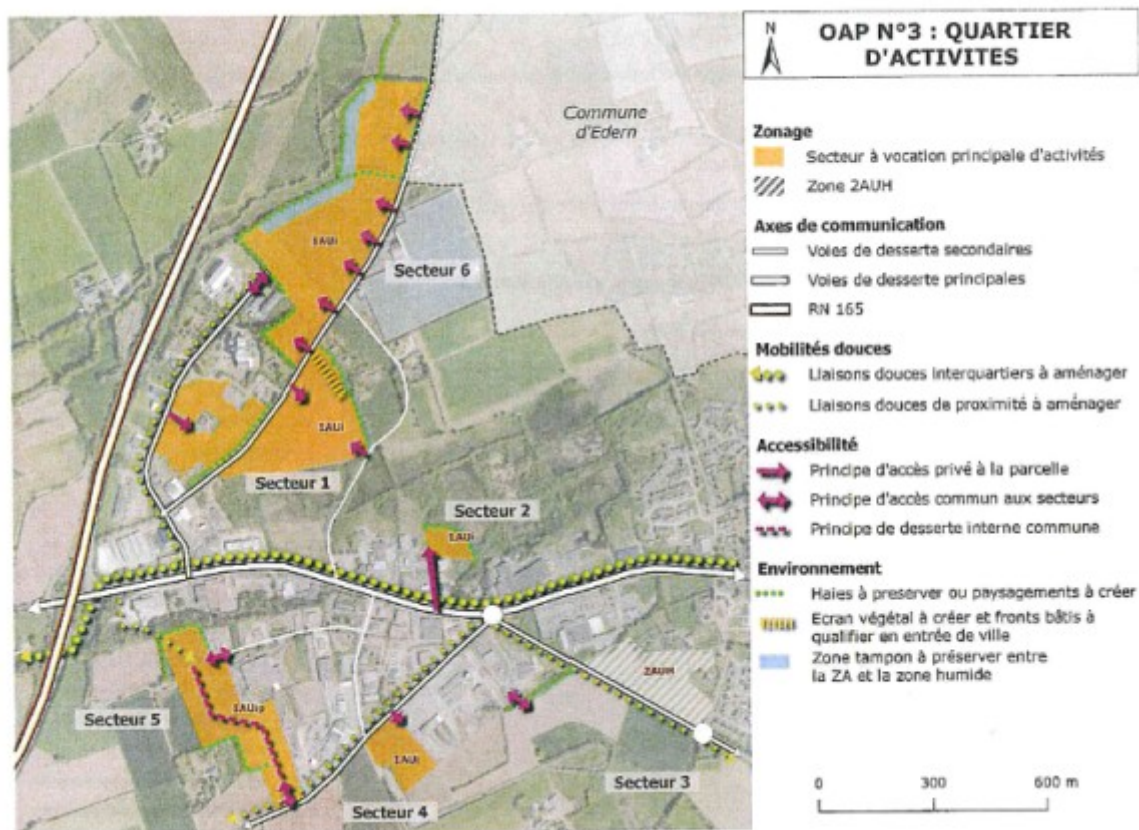 OAP N°3 : QUARTIER
D'ACTIVITES
N
Commune
d'Edern
Zonage
Secteur à vocation principale d'activités
Zone 2AUH
Axes de communication
Voies de desserte secondaires
Voies de desserte principales
RN 165
Mobilités douces
Liaisons douces interquartiers à aménager
Liaisons douces de proximité à aménager
Accessibilité
Principe d'accès privé à la parcelle
Principe d'accès commun aux secteurs
Principe de desserte interne commune
Environnement
Haies à préserver ou paysagements à créer
Ecran végétal à créer et fronts bâtis à
qualifier en entrée de ville
Zone tampon à préserver entre
la ZA et la zone humide
0 300 600 m
1AUi
Secteur 6
1AUi
Secteur 1
Secteur 2
1AUi
2AUH
Secteur 5
1AUip
1AUi
Secteur 3
Secteur 4